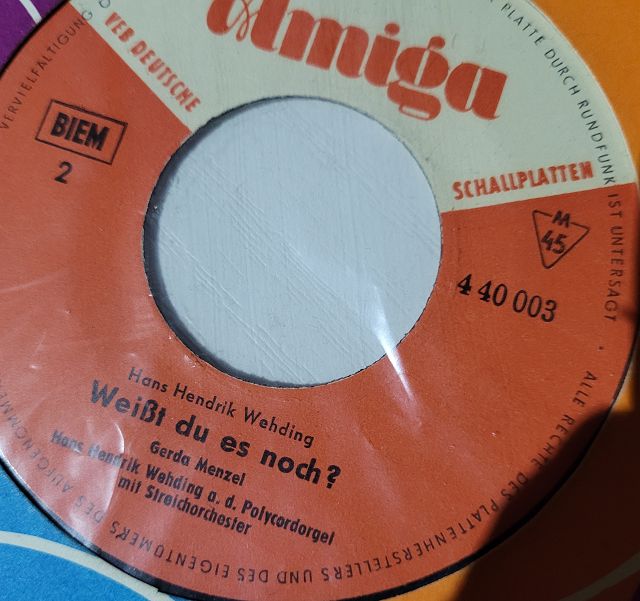 Amiga
VEB DEUTSCHE
SCHALLPLATTEN
BIEM
2
M
45
4 40 003
Hans Hendrik Wehding
Weißt du es noch?
Gerda Menzel
Hans Hendrik Wehding a. d. Polycordorgel
mit Streichorchester
VERVIELFÄLTIGUNG
PLATTE DURCH RUNDFUNK IST UNTERSAGT · ALLE RECHTE DES PLATTENHERSTELLERS UND DES EIGENTÜMERS DES AUFGENOMMEN